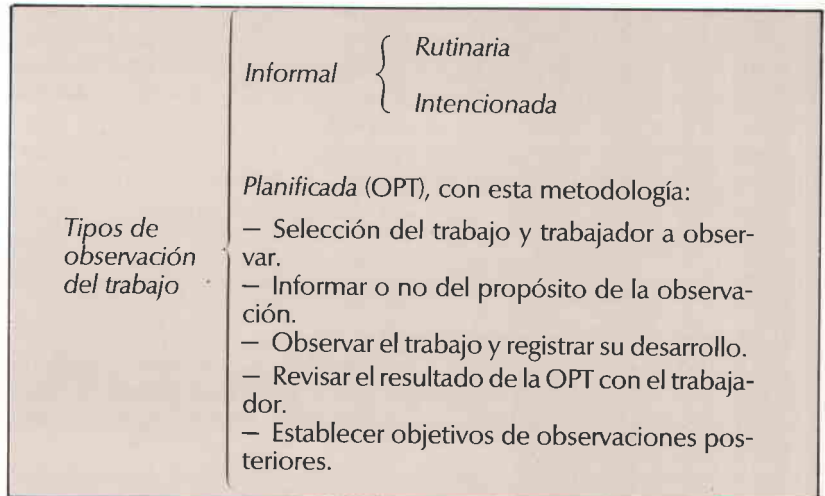 Informal
Rutinaria
Intencionada
Tipos de
observación
del trabajo
Planificada (OPT), con esta metodología:
— Selección del trabajo y trabajador a obser-
var.
— Informar o no del propósito de la observa-
ción.
— Observar el trabajo y registrar su desarrollo.
— Revisar el resultado de la OPT con el trabaja-
dor.
— Establecer objetivos de observaciones pos-
teriores.